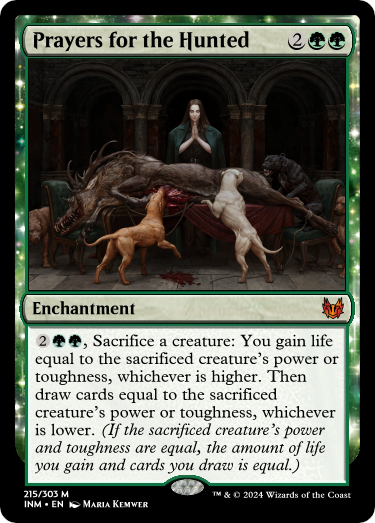 Prayers for the Hunted 2
Enchantment
2, Sacrifice a creature: You gain life
equal to the sacrificed creature's power or
toughness, whichever is higher. Then
draw cards equal to the sacrificed
creature's power or toughness, whichever
is lower. (If the sacrificed creature's power
and toughness are equal, the amount of life
you gain and cards you draw is equal.)
215/303 M
INM • EN Maria Kemwer
™ & © 2024 Wizards of the Coast